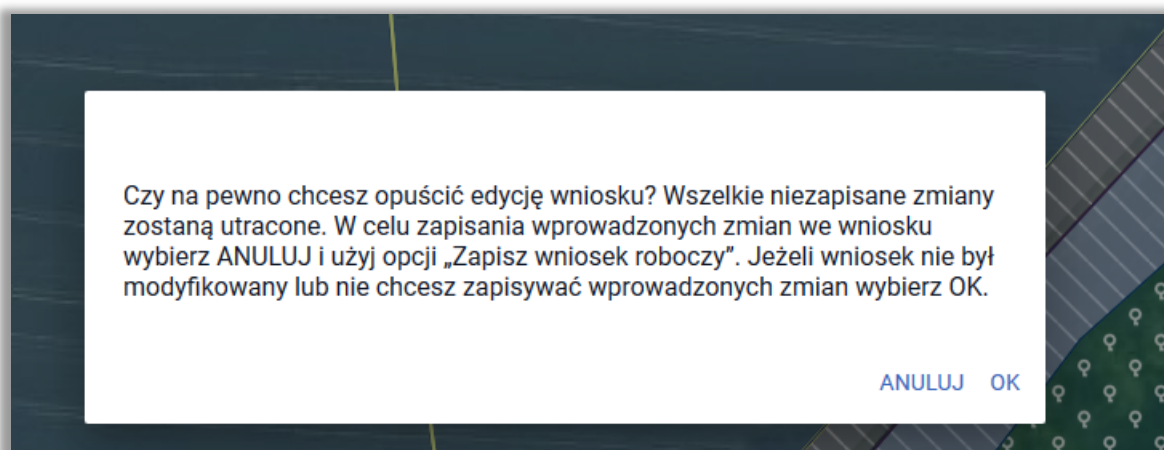 Czy na pewno chcesz opuścić edycję wniosku? Wszelkie niezapisane zmiany
zostaną utracone. W celu zapisania wprowadzonych zmian we wniosku
wybierz ANULUJ i użyj opcji „Zapisz wniosek roboczy”. Jeżeli wniosek nie był
modyfikowany lub nie chcesz zapisywać wprowadzonych zmian wybierz OK.
ANULUJ OK